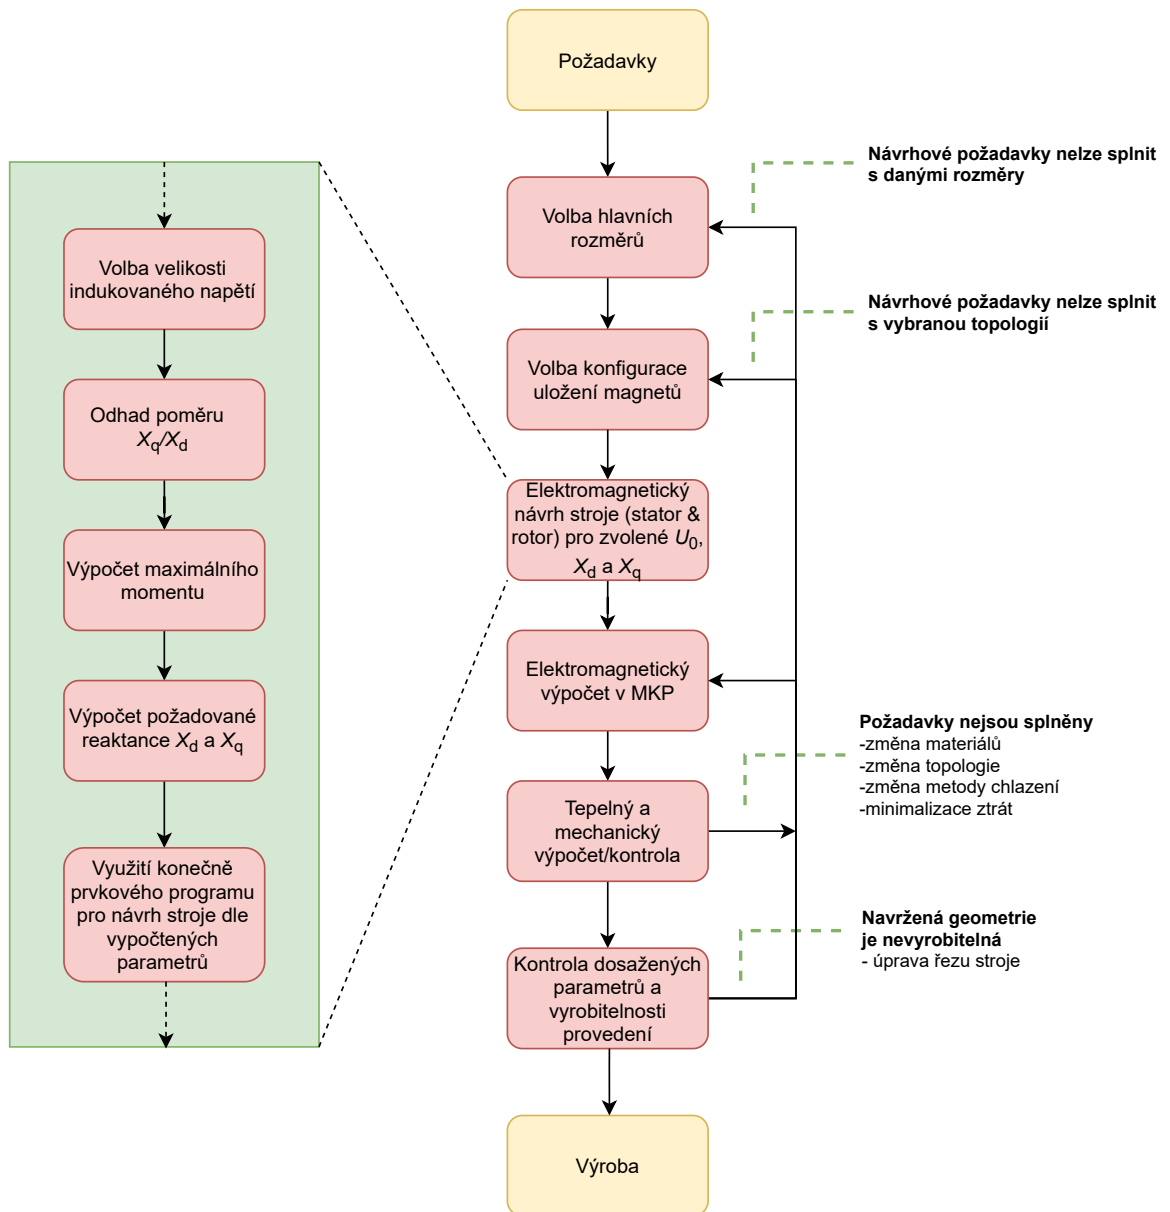 Požadavky
Návrhové požadavky nelze splnit
s danými rozměry
Volba hlavních
rozměrů
Návrhové požadavky nelze splnit
s vybranou topologií
Volba konfigurace
uložení magnetů
Elektromagnetický
návrh stroje (stator &
rotor) pro zvolené U0,
Xd a Xq
Volba velikosti
indukovaného napětí
Odhad poměru
Xq/Xd
Výpočet maximálního
momentu
Výpočet požadované
reaktance Xd a Xq
Využití konečně
prvkového programu
pro návrh stroje dle
vypočtených
parametrů
Elektromagnetický
výpočet v MKP
Požadavky nejsou splněny
-změna materiálů
-změna topologie
-změna metody chlazení
-minimalizace ztrát
Tepelný a
mechanický
výpočet/kontrola
Navržená geometrie
je nevyrobitelná
- úprava řezu stroje
Kontrola dosažených
parametrů a
vyrobitelnosti
provedení
Výroba